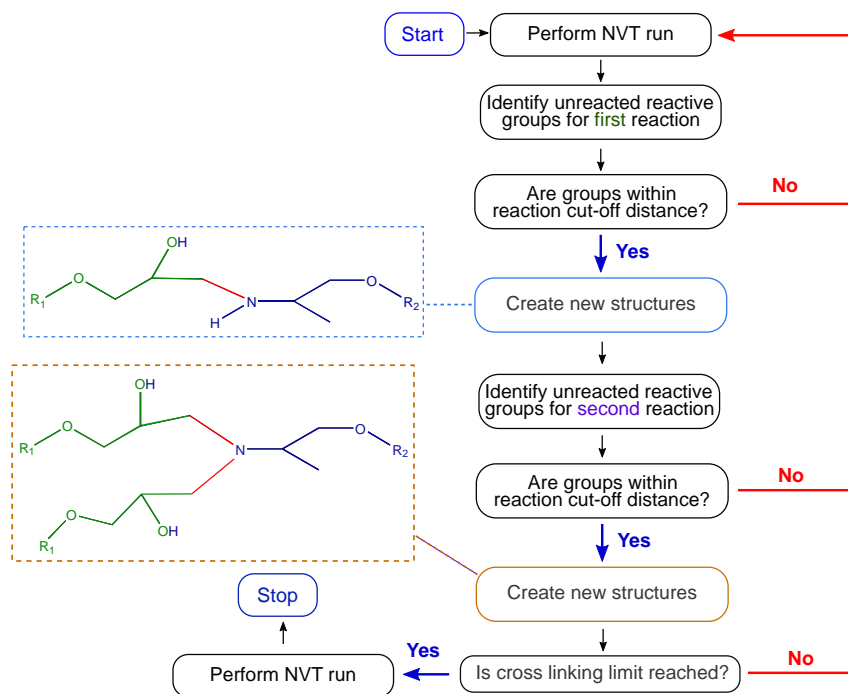 Start
Perform NVT run
Identify unreacted reactive
groups for first reaction
Are groups within
reaction cut-off distance?
No
Yes
OH
O
R1
N
H
O
R2
Create new structures
OH
O
R1
N
O
R2
O
R1
OH
Identify unreacted reactive
groups for second reaction
Are groups within
reaction cut-off distance?
No
Yes
Create new structures
Stop
Is cross linking limit reached?
No
Yes
Perform NVT run